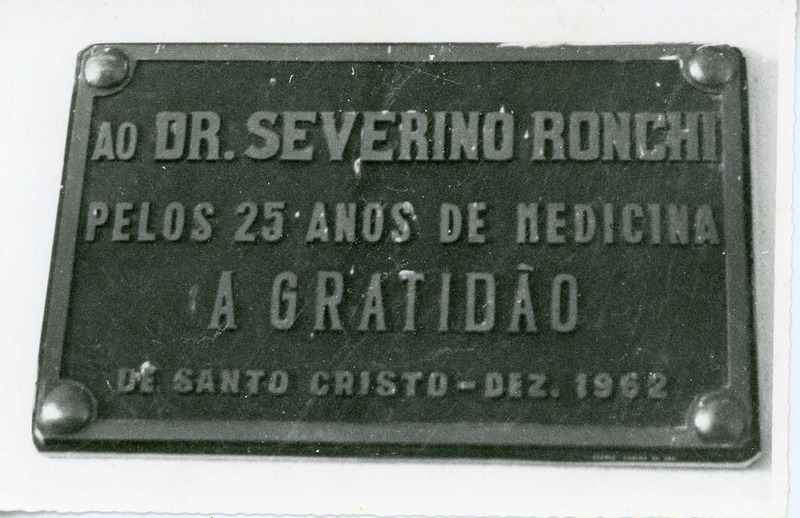 AO DR. SEVERINO RONCHI
PELOS 25 ANOS DE MEDICINA
A GRATIDÃO
DE SANTO CRISTO - DEZ. 1962